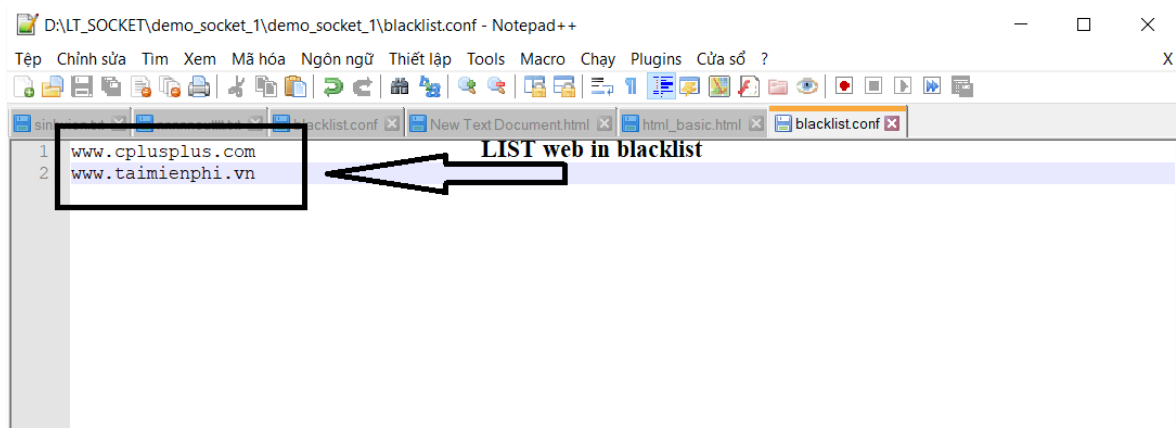 D:\LT_SOCKET\demo_socket_1\demo_socket_1\blacklist.conf - Notepad++
Tệp Chỉnh sửa Tìm Xem Mã hóa Ngôn ngữ Thiết lập Tools Macro Chạy Plugins Cửa sổ ? X
blacklist.conf New Text Document.html html_basic.html blacklist.conf
1 www.cplusplus.com LIST web in blacklist
2 www.taimienphi.vn